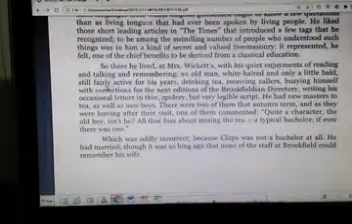 than as living tongues that had ever been spoken by living people. He liked
those short leading articles in "The Times" that introduced a few tags that he
recognized; to be among the dwindling number of people who understood such
things was to him a kind of secret and valued freemasonry; it represented, he
felt, one of the chief benefits to be derived from a classical education.
So there he lived, at Mrs. Wickett's, with his quiet enjoyments of reading
and talking and remembering; an old man, white-haired and only a little bald,
still fairly active for his years, drinking tea, receiving callers, busying himself
with corrections for the next edition of the Brookfieldian Directory, writing his
occasional letters in thin, spidery, but very legible script. He had new masters to
tea, as well as new boys. There were two of them that autumn term, and as they
were leaving after their visit, one of them commented: "Quite a character, the
old boy, isn't he? All that fuss about mixing the tea - a typical bachelor, if ever
there was one."
Which was oddly incorrect; because Chips was not a bachelor at all. He
had married; though it was so long ago that none of the staff at Brookfield could
remember his wife.